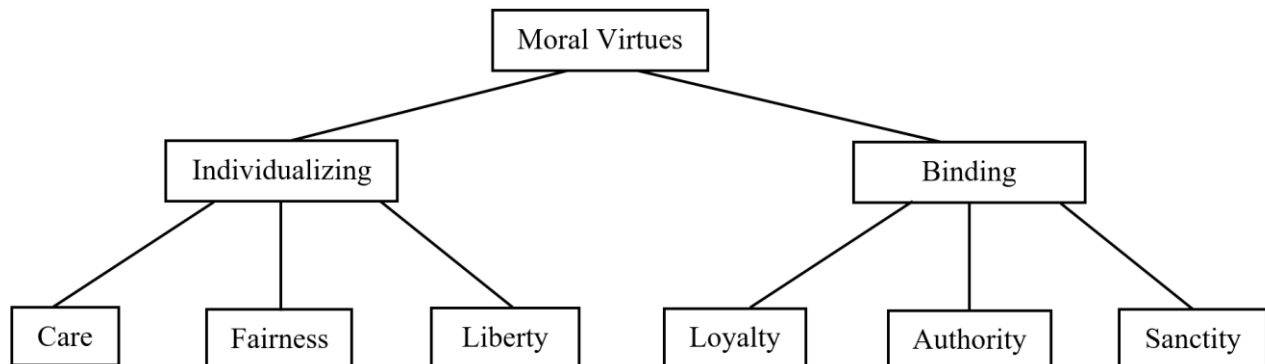 Moral Virtues
Individualizing
Binding
Care
Fairness
Liberty
Loyalty
Authority
Sanctity